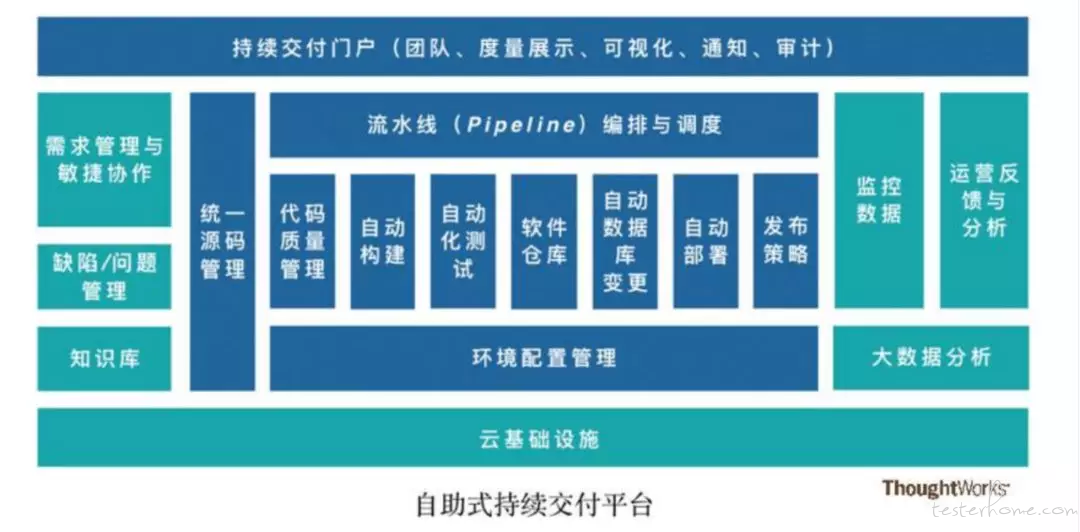 持续交付门户（团队、度量展示、可视化、通知、审计）
需求管理与
敏捷协作
缺陷/问题
管理
知识库
统一
源码
管理
流水线（Pipeline）编排与调度
代码
质量
管理
自动
构建
自动
化测
试
软件
仓库
自动
数据
库
变更
自动
部署
发布
策略
环境配置管理
监控
数据
运营反
馈与
分析
大数据分析
云基础设施
自助式持续交付平台
ThoughtWorks
testerhome.com